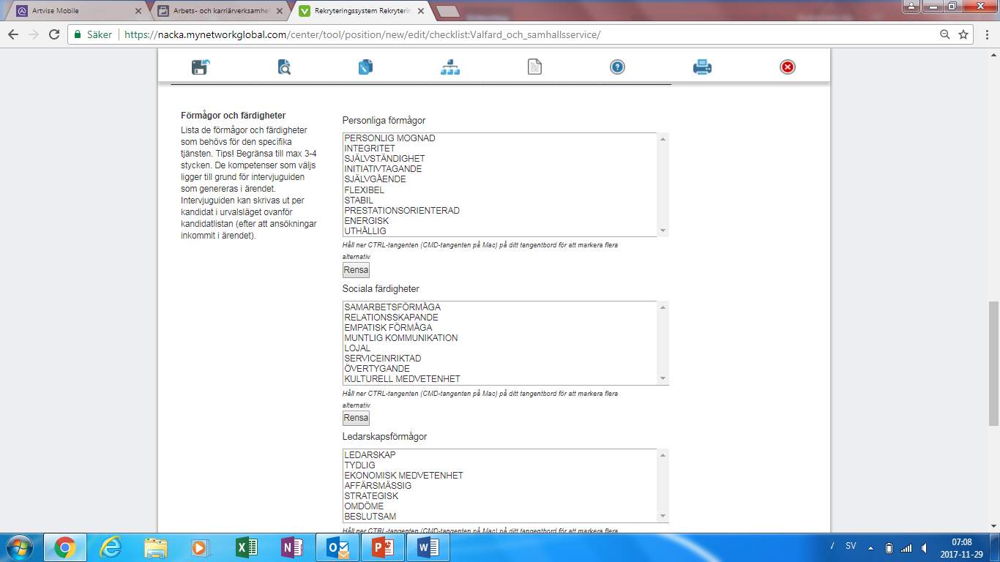 Artvise Mobile
Arbets- och karriärverksamhe
Rekryteringssystem Rekryterin
Säker
https://nacka.mynetworkglobal.com/center/tool/position/new/edit/checklist:Valfard_och_samhallsservice/
Förmågor och färdigheter
Lista de förmågor och färdigheter
som behövs för den specifika
tjänsten. Tips! Begränsa till max 3-4
stycken. De kompetenser som väljs
ligger till grund för intervjuguiden
som genereras i ärendet.
Intervjuguiden kan skrivas ut per
kandidat i urvalsläget ovanför
kandidatlistan (efter att ansökningar
inkommit i ärendet).
Personliga förmågor
PERSONLIG MOGNAD
INTEGRITET
SJÄLVSTÄNDIGHET
INITIATIVTAGANDE
SJÄLVGÅENDE
FLEXIBEL
STABIL
PRESTATIONSORIENTERAD
ENERGISK
UTHÅLLIG
Håll ner CTRL-tangenten (CMD-tangenten på Mac) på ditt tangentbord för att markera flera
alternativ.
Rensa
Sociala färdigheter
SAMARBETSFÖRMÅGA
RELATIONSSKAPANDE
EMPATISK FÖRMÅGA
MUNTLIG KOMMUNIKATION
LOJAL
SERVICEINRIKTAD
ÖVERTYGANDE
KULTURELL MEDVETENHET
Håll ner CTRL-tangenten (CMD-tangenten på Mac) på ditt tangentbord för att markera flera
alternativ.
Rensa
Ledarskapsförmågor
LEDARSKAP
TYDLIG
EKONOMISK MEDVETENHET
AFFÄRSMÄSSIG
STRATEGISK
OMDÖME
BESLUTSAM
Håll ner CTRL-tangenten (CMD-tangenten på Mac) på ditt tangentbord för att markera flera
SV
07:08
2017-11-29